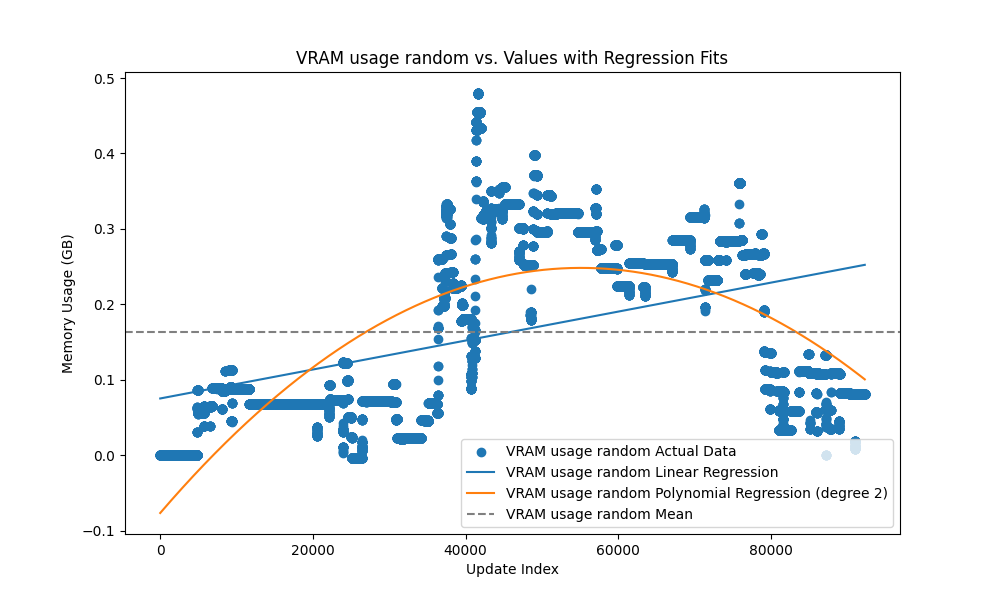 VRAM usage random vs. Values with Regression Fits
0.5
0.4
0.3
0.2
0.1
0.0
−0.1
Memory Usage (GB)
VRAM usage random Actual Data
VRAM usage random Linear Regression
VRAM usage random Polynomial Regression (degree 2)
VRAM usage random Mean
0 20000 40000 60000 80000
Update Index